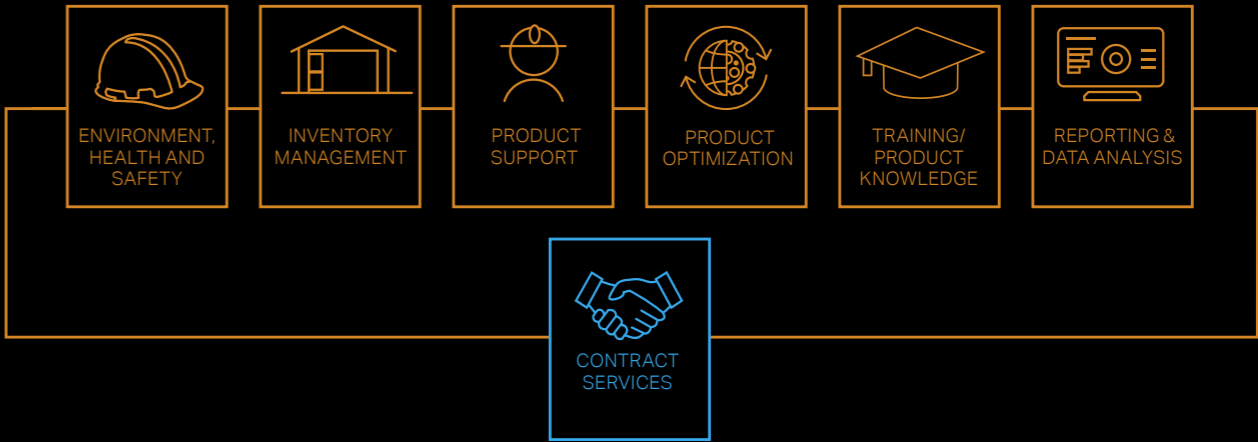 ENVIRONMENT,
HEALTH AND
SAFETY
INVENTORY
MANAGEMENT
PRODUCT
SUPPORT
PRODUCT
OPTIMIZATION
TRAINING/
PRODUCT
KNOWLEDGE
REPORTING &
DATA ANALYSIS
CONTRACT
SERVICES